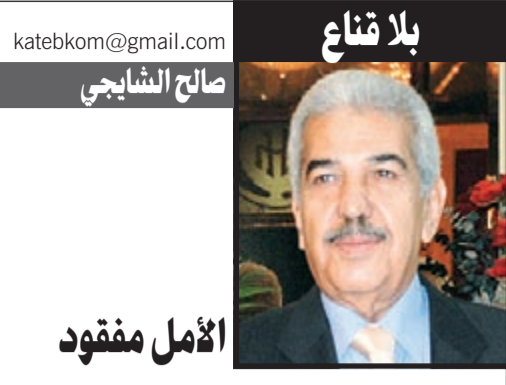 بلا قناع
katebkom@gmail.com
صالح الشايجي
الأمل مفقود